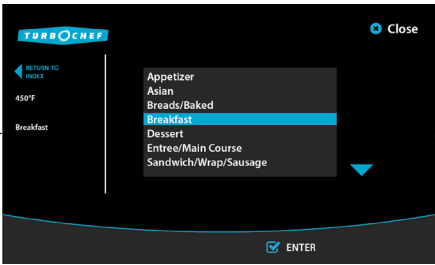 TURBOCHEF
Close
RETURN TO
INDEX
450°F
Breakfast
Appetizer
Asian
Breads/Baked
Breakfast
Dessert
Entree/Main Course
Sandwich/Wrap/Sausage
ENTER